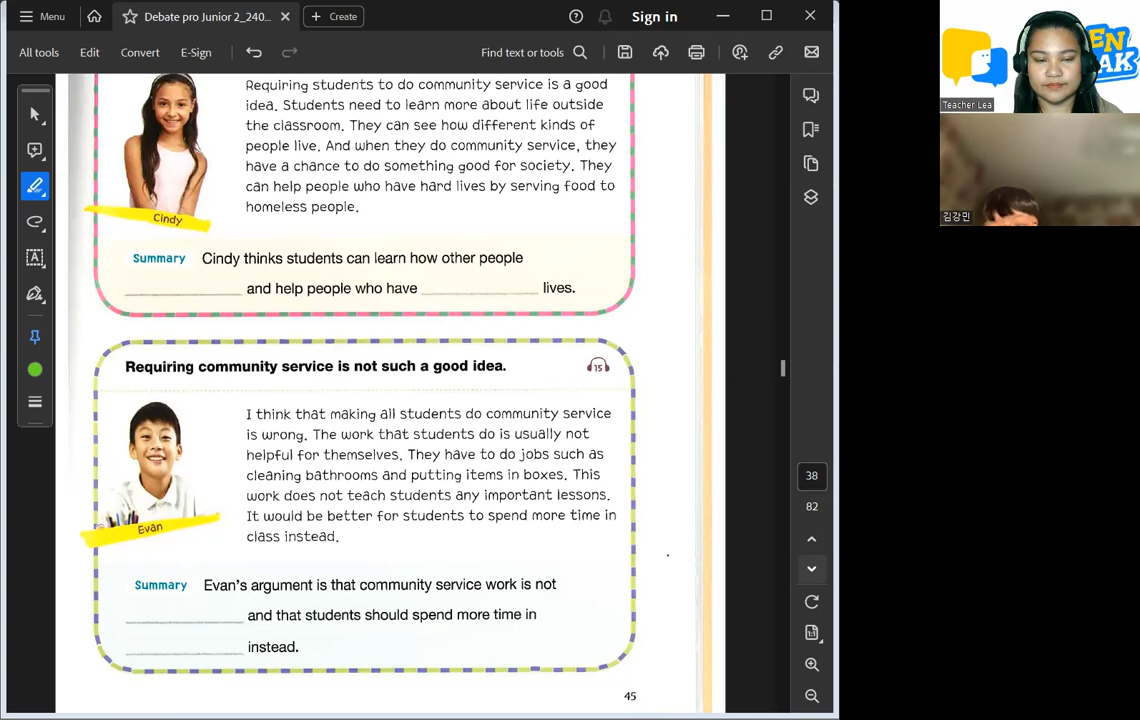 Menu
Debate pro Junior 2_240...
Create
Sign in
All tools
Edit
Convert
E-Sign
Find text or tools
Requiring students to do community service is a good
idea. Students need to learn more about life outside
the classroom. They can see how different kinds of
people live. And when they do community service, they
have a chance to do something good for society. They
can help people who have hard lives by serving food to
homeless people.
Cindy
Summary Cindy thinks students can learn how other people
and help people who have lives.
Requiring community service is not such a good idea.
15
I think that making all students do community service
is wrong. The work that students do is usually not
helpful for themselves. They have to do jobs such as
cleaning bathrooms and putting items in boxes. This
work does not teach students any important lessons.
It would be better for students to spend more time in
class instead.
Evan
Summary Evan's argument is that community service work is not
and that students should spend more time in
instead.
45
38
82
Teacher Lea
EN
김강민